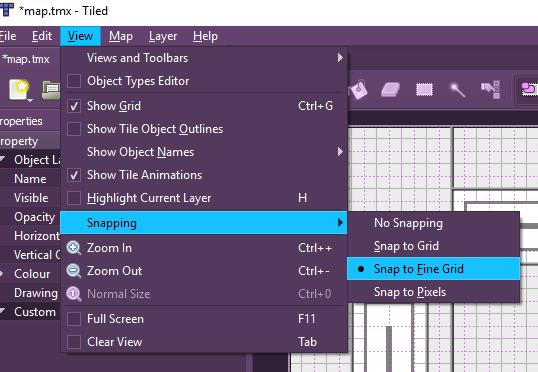 *map.tmx - Tiled
File Edit View Map Layer Help
*map.tmx
Views and Toolbars
Object Types Editor
Show Grid Ctrl+G
Show Tile Object Outlines
Show Object Names
Show Tile Animations
Highlight Current Layer H
Snapping
Zoom In Ctrl++
Zoom Out Ctrl+-
Normal Size Ctrl+0
Full Screen F11
Clear View Tab
No Snapping
Snap to Grid
Snap to Fine Grid
Snap to Pixels
roperties
roperty
Object La
Name
Visible
Opacity
Horizont
Vertical O
Colour
Drawing
Custom